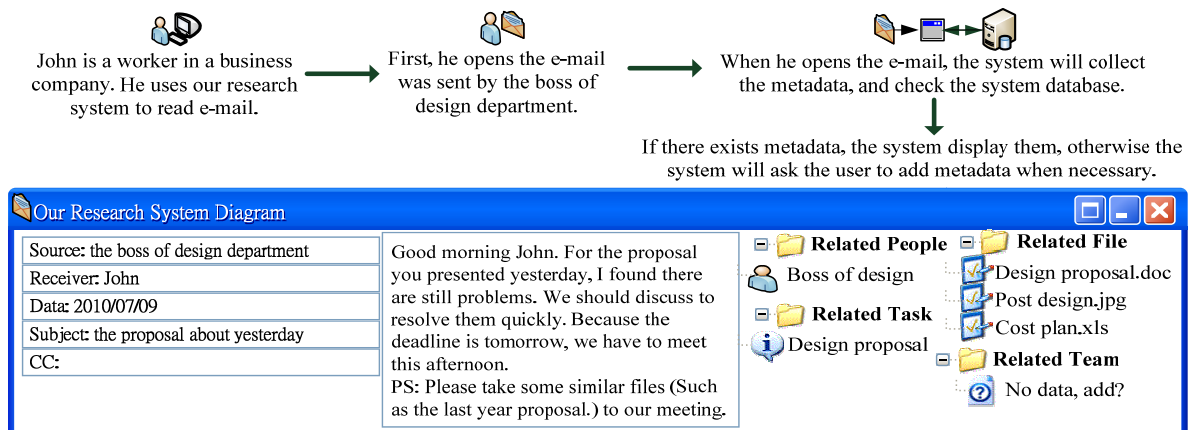 John is a worker in a business
company. He uses our research
system to read e-mail.
First, he opens the e-mail
was sent by the boss of
design department.
When he opens the e-mail, the system will collect
the metadata, and check the system database.
If there exists metadata, the system display them, otherwise the
system will ask the user to add metadata when necessary.
Our Research System Diagram
Source: the boss of design department
Receiver: John
Data: 2010/07/09
Subject: the proposal about yesterday
CC:
Good morning John. For the proposal
you presented yesterday, I found there
are still problems. We should discuss to
resolve them quickly. Because the
deadline is tomorrow, we have to meet
this afternoon.
PS: Please take some similar files (Such
as the last year proposal.) to our meeting.
Related People
Boss of design
Related Task
Design proposal
Related File
Design proposal.doc
Post design.jpg
Cost plan.xls
Related Team
No data, add?